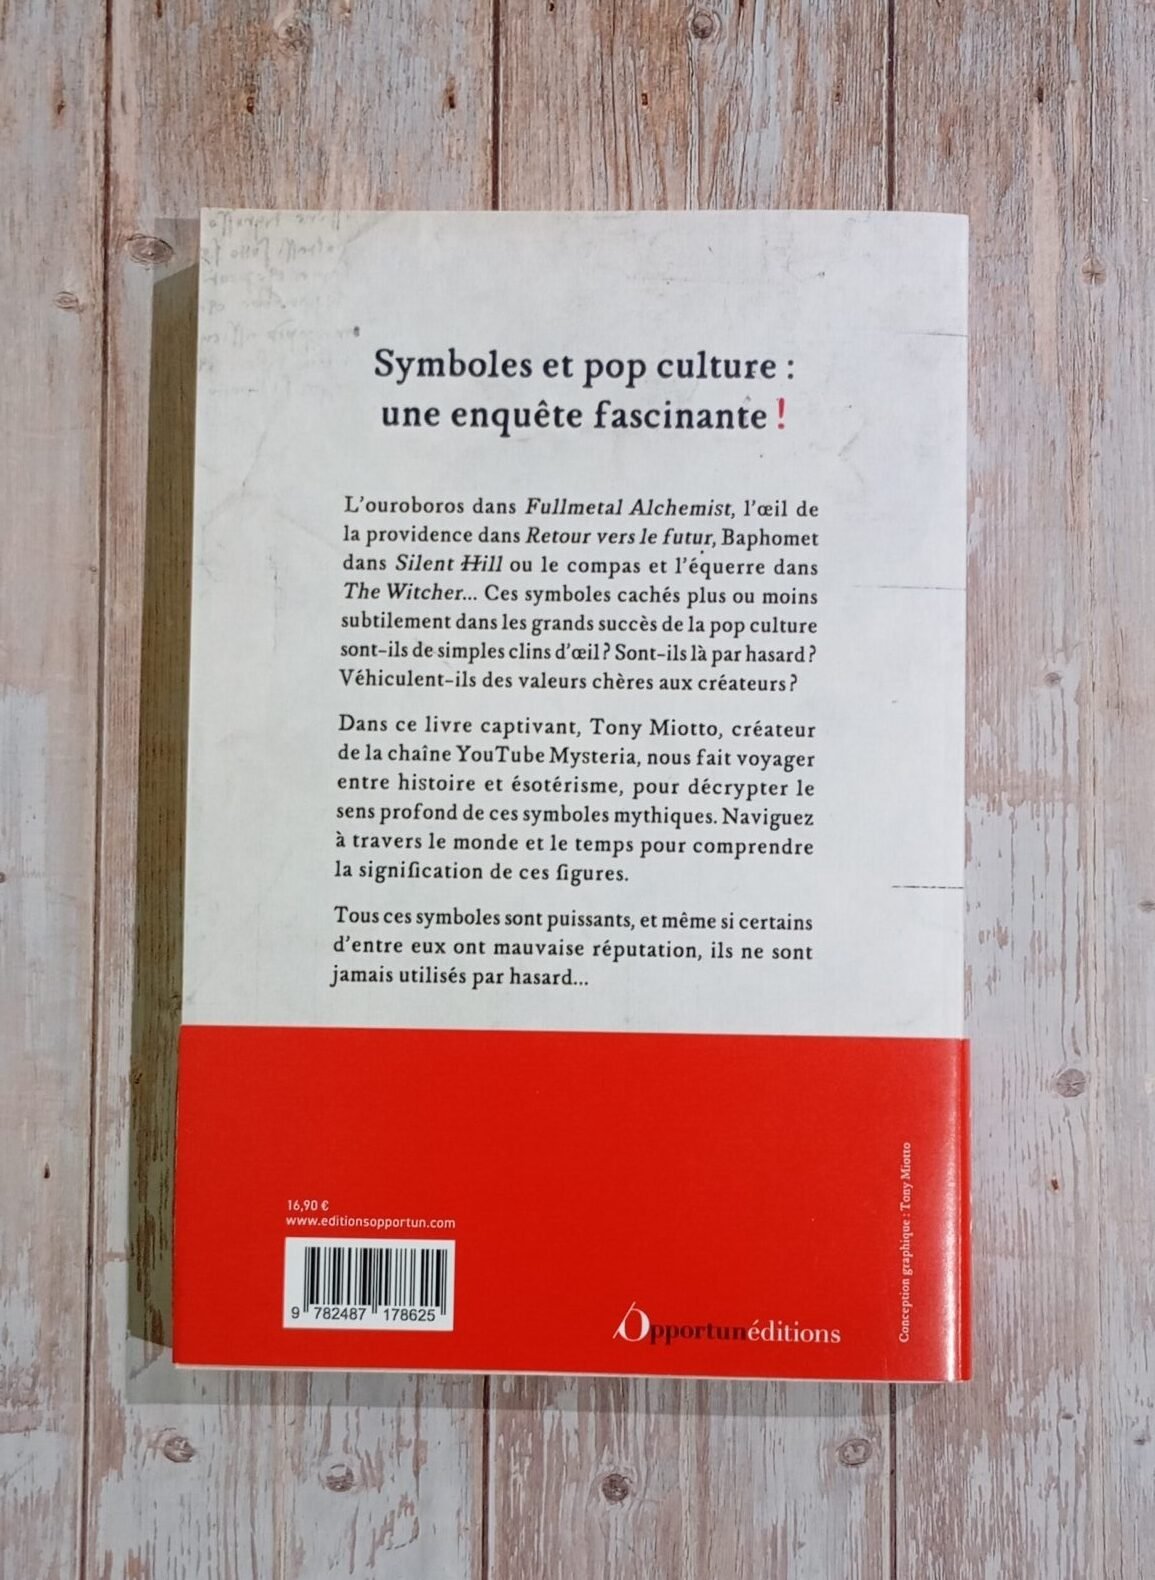 Symboles et pop culture :
une enquête fascinante !
L'ouroboros dans Fullmetal Alchemist, l'œil de
la providence dans Retour vers le futur, Baphomet
dans Silent Hill ou le compas et l'équerre dans
The Witcher... Ces symboles cachés plus ou moins
subtilement dans les grands succès de la pop culture
sont-ils de simples clins d'œil ? Sont-ils là par hasard ?
Véhiculent-ils des valeurs chères aux créateurs ?
Dans ce livre captivant, Tony Miotto, créateur
de la chaîne YouTube Mysteria, nous fait voyager
entre histoire et ésotérisme, pour décrypter le
sens profond de ces symboles mythiques. Naviguez
à travers le monde et le temps pour comprendre
la signification de ces figures.
Tous ces symboles sont puissants, et même si certains
d'entre eux ont mauvaise réputation, ils ne sont
jamais utilisés par hasard...
16,90 €
www.editionsopportun.com
9 782487 178625
Opportunéditions
Conception graphique : Tony Miotto